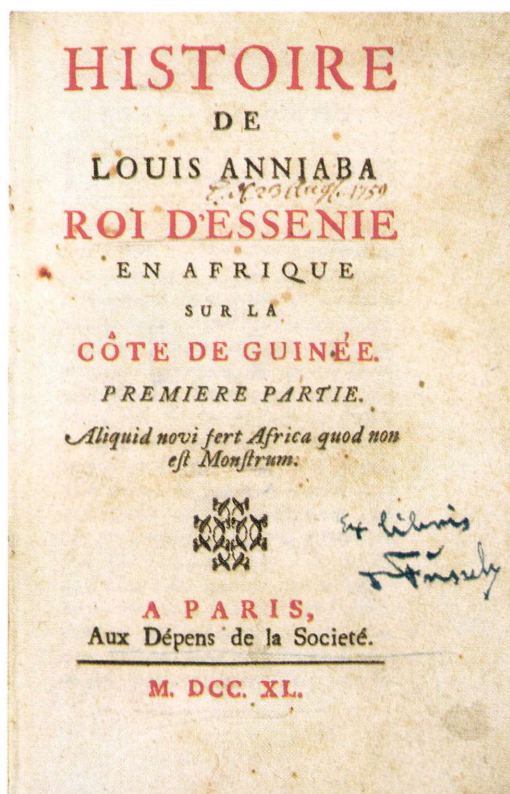 HISTOIRE
DE
LOUIS ANNIABA
1759
ROI D'ESSENIE
EN AFRIQUE
SUR LA
CÔTE DE GUINÉE.
PREMIERE PARTIE.
Aliquid novi fert Africa quod non
eſt Monſtrum.
Ex libris
A PARIS,
Aux Dépens de la Societé.
M. DCC. XL.